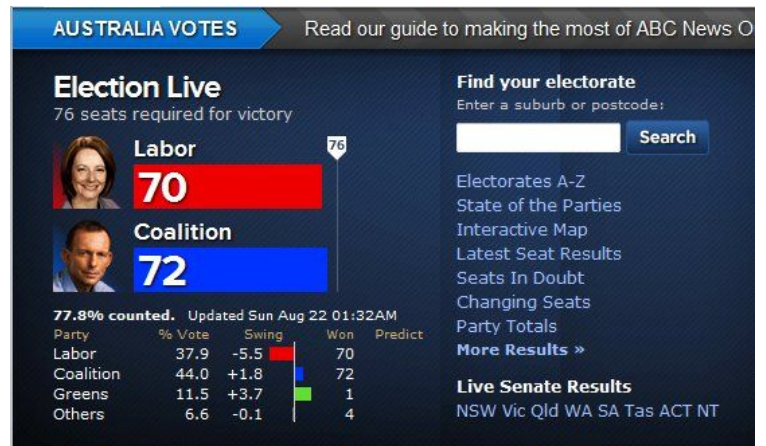 AUSTRALIA VOTES
Read our guide to making the most of ABC News O
Election Live
76 seats required for victory
76
Labor
70
Coalition
72
77.8% counted. Updated Sun Aug 22 01:32AM
Party % Vote Swing Won Predict
Labor 37.9 -5.5 70
Coalition 44.0 +1.8 72
Greens 11.5 +3.7 1
Others 6.6 -0.1 4
Find your electorate
Enter a suburb or postcode:
Search
Electorates A-Z
State of the Parties
Interactive Map
Latest Seat Results
Seats In Doubt
Changing Seats
Party Totals
More Results »
Live Senate Results
NSW Vic Qld WA SA Tas ACT NT